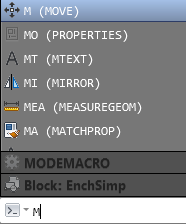 M (MOVE)
MO (PROPERTIES)
MT (MTEXT)
MI (MIRROR)
MEA (MEASUREGEOM)
MA (MATCHPROP)
MODEMACRO
Block: EnchSimp
M